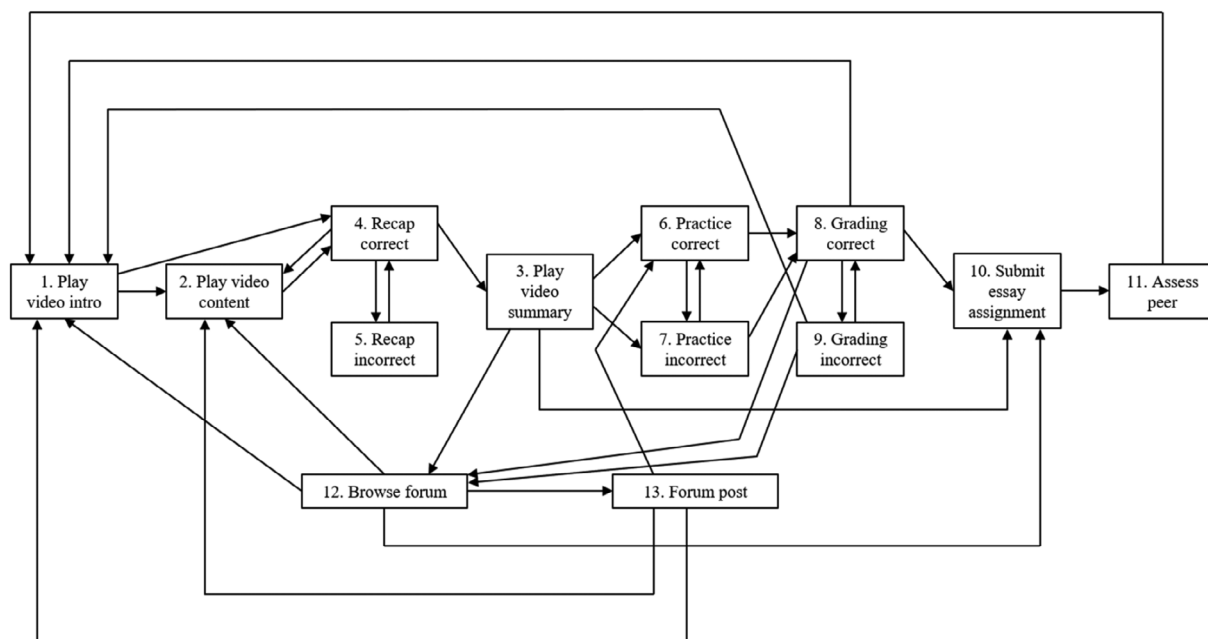 1. Play
video intro
2. Play video
content
4. Recap
correct
5. Recap
incorrect
3. Play
video
summary
6. Practice
correct
7. Practice
incorrect
8. Grading
correct
9. Grading
incorrect
10. Submit
essay
assignment
11. Assess
peer
12. Browse forum
13. Forum post